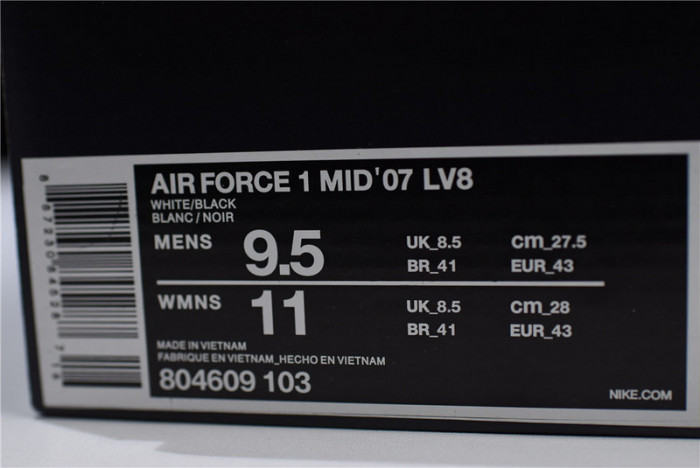 AIR FORCE 1 MID'07 LV8
WHITE/BLACK
BLANC / NOIR
MENS 9.5 UK_8.5 cm_27.5
BR_41 EUR_43
WMNS 11 UK_8.5 cm_28
BR_41 EUR_43
MADE IN VIETNAM
FABRIQUE EN VIETNAM_HECHO EN VIETNAM
804609 103
NIKE.COM